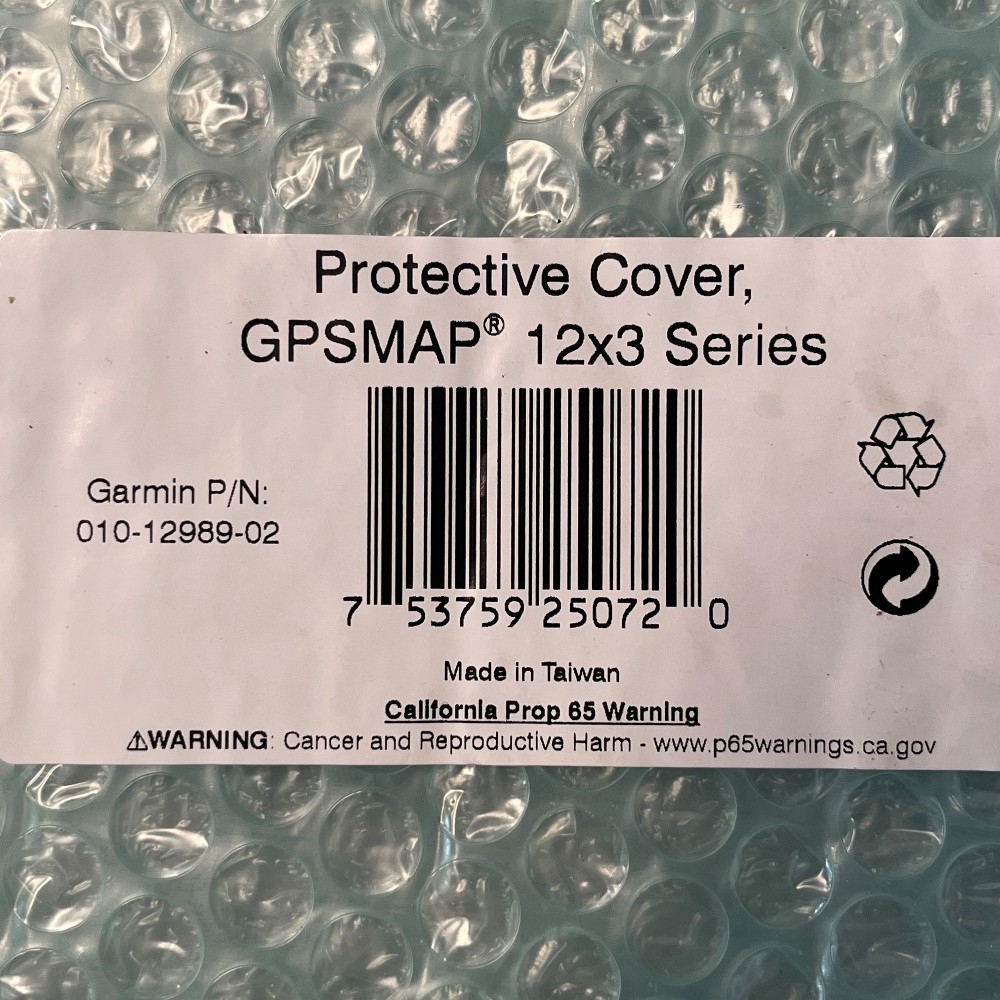 Protective Cover,
GPSMAP® 12x3 Series
Garmin P/N:
010-12989-02
7 53759 25072 0
Made in Taiwan
California Prop 65 Warning
⚠WARNING: Cancer and Reproductive Harm - www.p65warnings.ca.gov